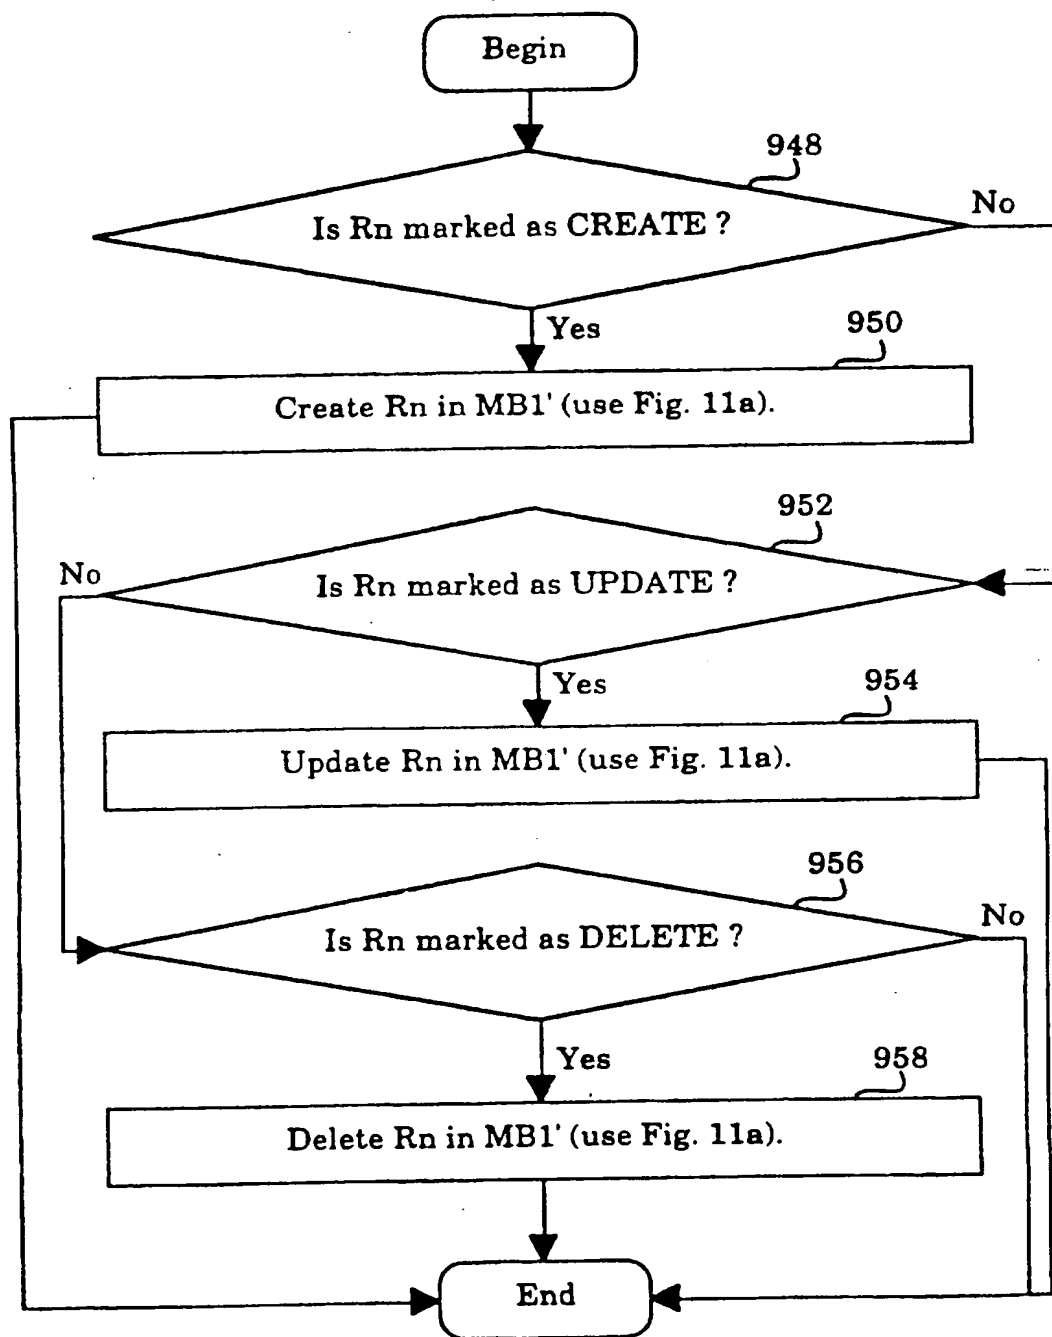 Begin
948
Is Rn marked as CREATE ?
No
Yes
950
Create Rn in MB1' (use Fig. 11a).
952
No
Is Rn marked as UPDATE ?
Yes
954
Update Rn in MB1' (use Fig. 11a).
956
No
Is Rn marked as DELETE ?
Yes
958
Delete Rn in MB1' (use Fig. 11a).
End